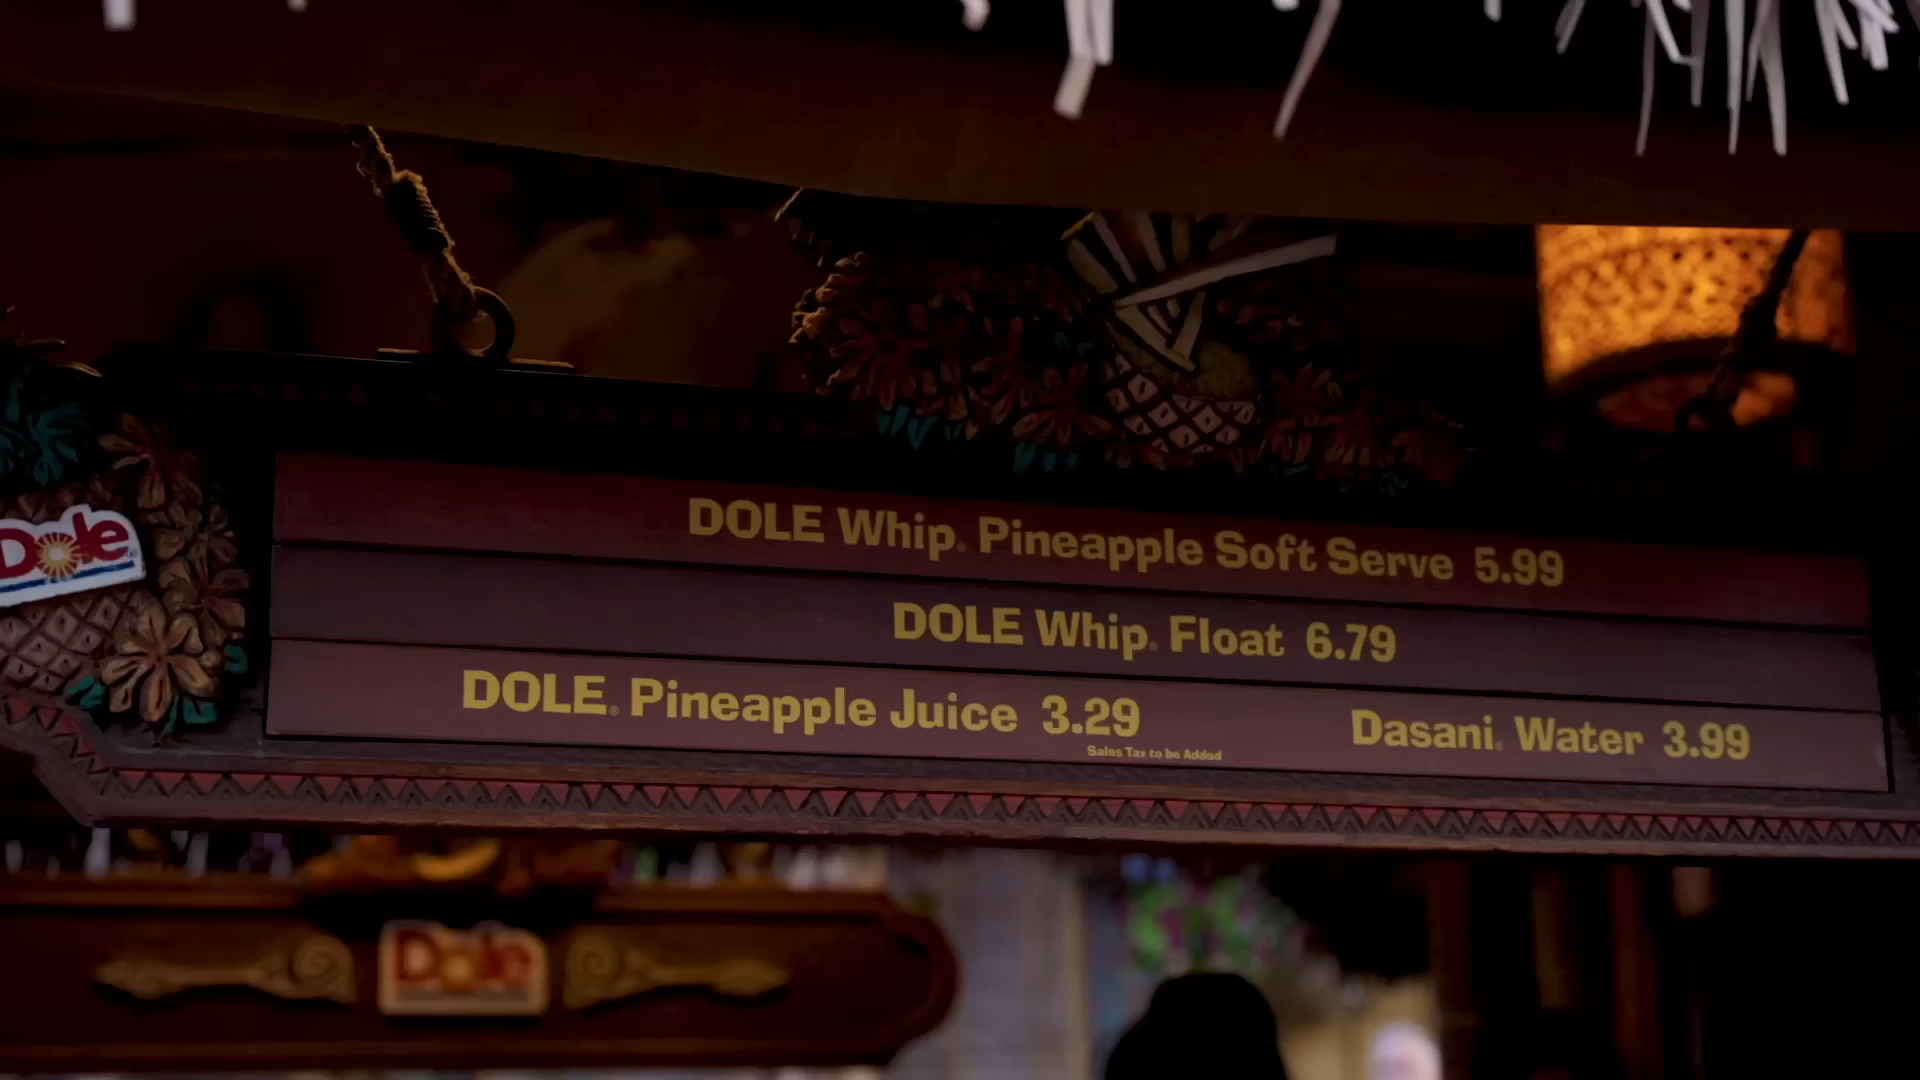 DOLE Whip® Pineapple Soft Serve 5.99
DOLE Whip® Float 6.79
DOLE® Pineapple Juice 3.29
Dasani® Water 3.99
Sales Tax to be Added
Dole®
Dole